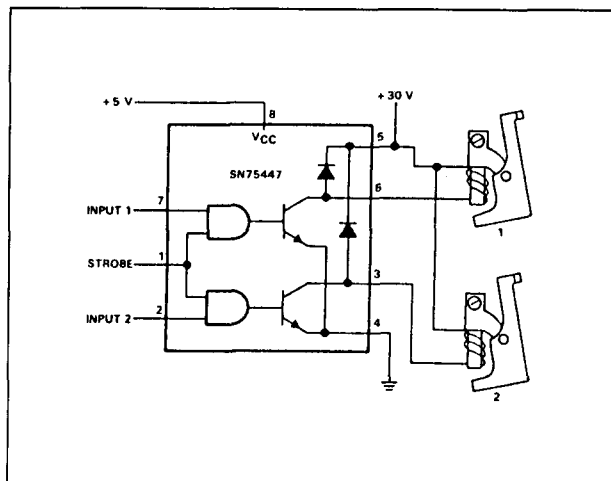 +5 V
8
VCC
SN75447
+30 V
5
6
INPUT 1
7
STROBE
1
INPUT 2
2
3
4
1
2